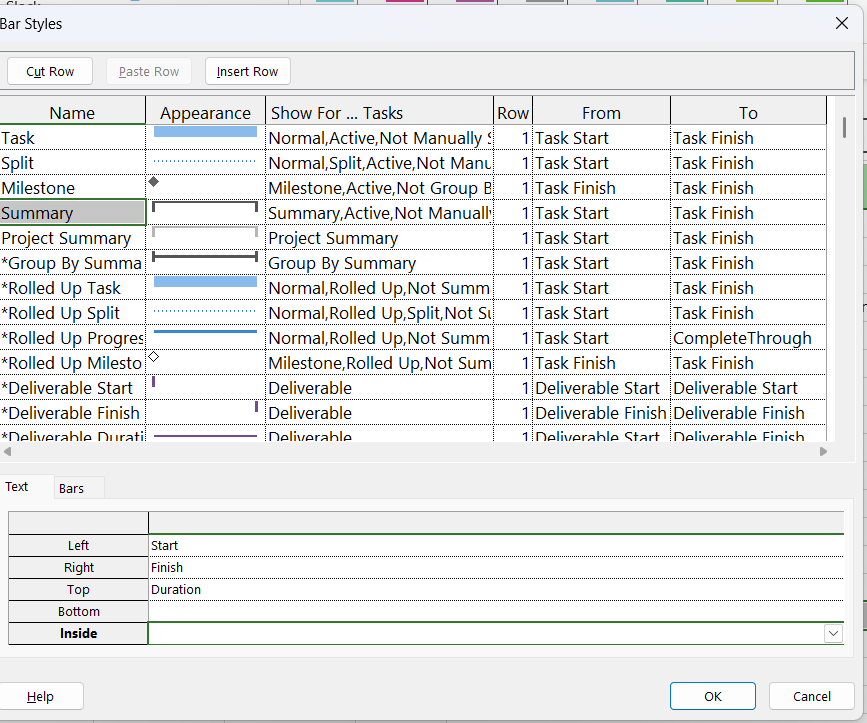 Bar Styles
Cut Row Paste Row Insert Row
Name Appearance Show For ... Tasks Row From To
Task Normal,Active,Not Manually 1 Task Start Task Finish
Split Normal,Split,Active,Not Manu 1 Task Start Task Finish
Milestone Milestone,Active,Not Group B 1 Task Finish Task Finish
Summary Summary,Active,Not Manually 1 Task Start Task Finish
Project Summary Project Summary 1 Task Start Task Finish
*Group By Summa Group By Summary 1 Task Start Task Finish
*Rolled Up Task Normal,Rolled Up,Not Summ 1 Task Start Task Finish
*Rolled Up Split Normal,Rolled Up,Split,Not Su 1 Task Start Task Finish
*Rolled Up Progres Normal,Rolled Up,Not Summ 1 Task Start CompleteThrough
*Rolled Up Milesto Milestone,Rolled Up,Not Sum 1 Task Finish Task Finish
*Deliverable Start Deliverable 1 Deliverable Start Deliverable Start
*Deliverable Finish Deliverable 1 Deliverable Finish Deliverable Finish
*Deliverable Durati Deliverable 1 Deliverable Start Deliverable Finish
Text Bars
Left Start
Right Finish
Top Duration
Bottom
Inside
Help OK Cancel